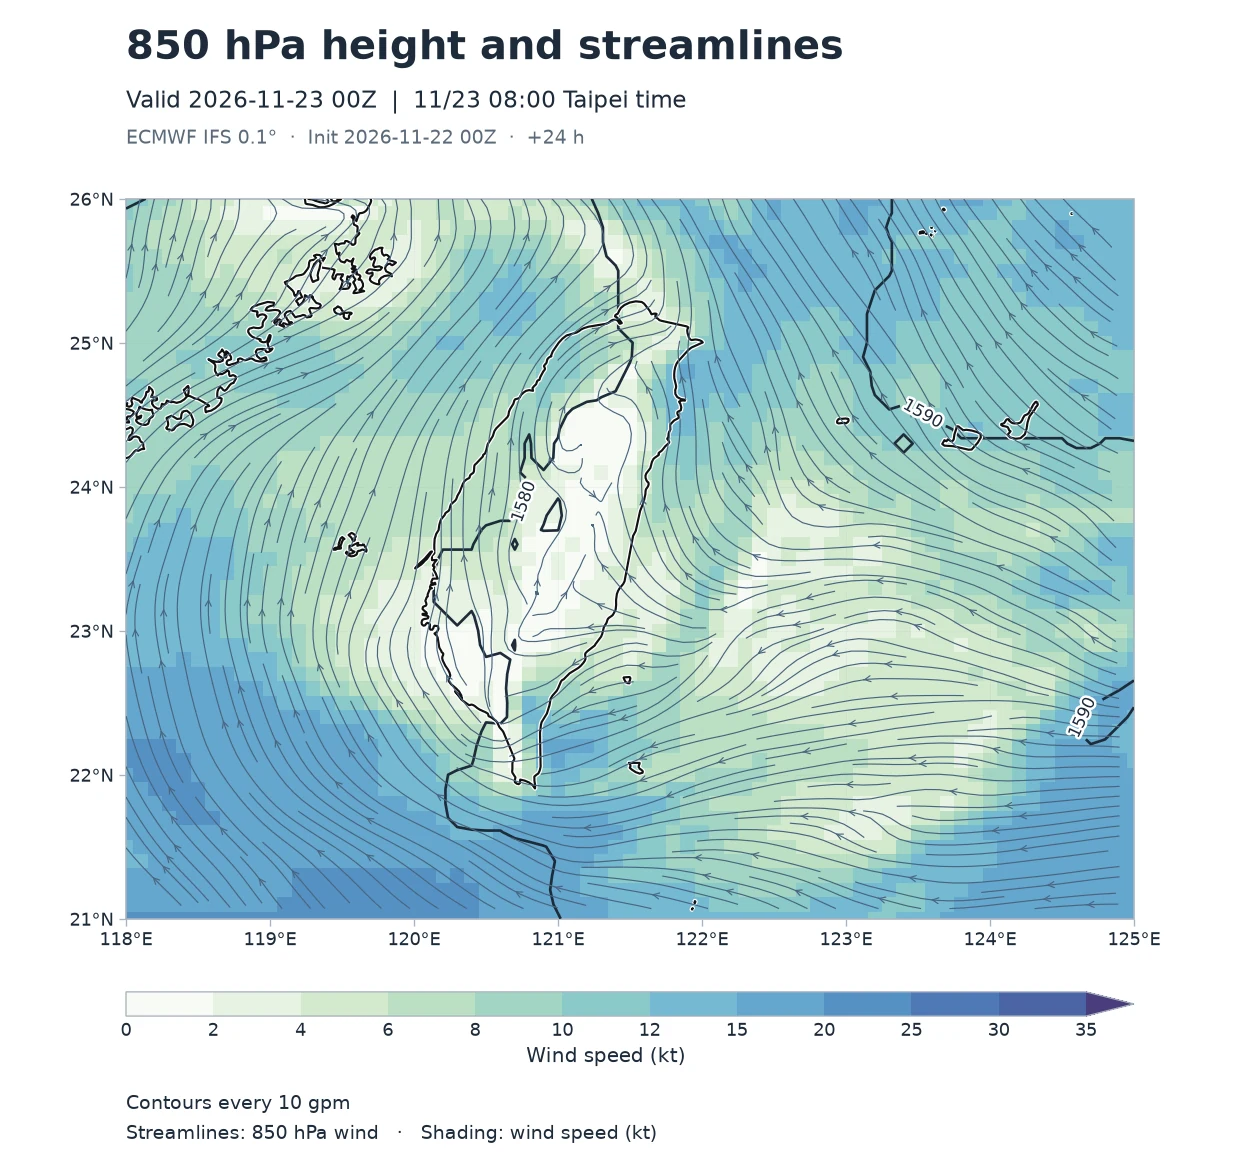 850 hPa height and streamlines
Valid 2026-11-23 00Z | 11/23 08:00 Taipei time
ECMWF IFS 0.1° · Init 2026-11-22 00Z · +24 h
26°N
25°N
24°N
23°N
22°N
21°N
1590
1580
1590
118°E 119°E 120°E 121°E 122°E 123°E 124°E 125°E
0 2 4 6 8 10 12 15 20 25 30 35
Wind speed (kt)
Contours every 10 gpm
Streamlines: 850 hPa wind · Shading: wind speed (kt)